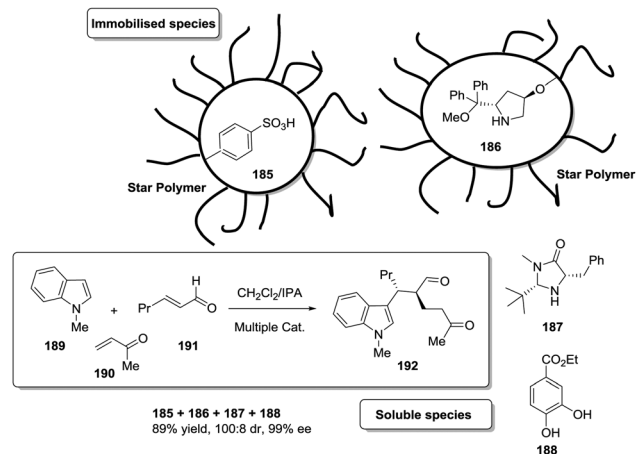 Immobilised species
SO₃H
185
Star Polymer
Ph
Ph
O
MeO
HN
186
Star Polymer
N
Me
189
+
O
Me
190
H
Pr
O
191
CH₂Cl₂/IPA
Multiple Cat.
Pr
O
N
Me
O
Me
192
O
N
Ph
N
H
187
CO₂Et
OH
OH
188
185 + 186 + 187 + 188
89% yield, 100:8 dr, 99% ee
Soluble species